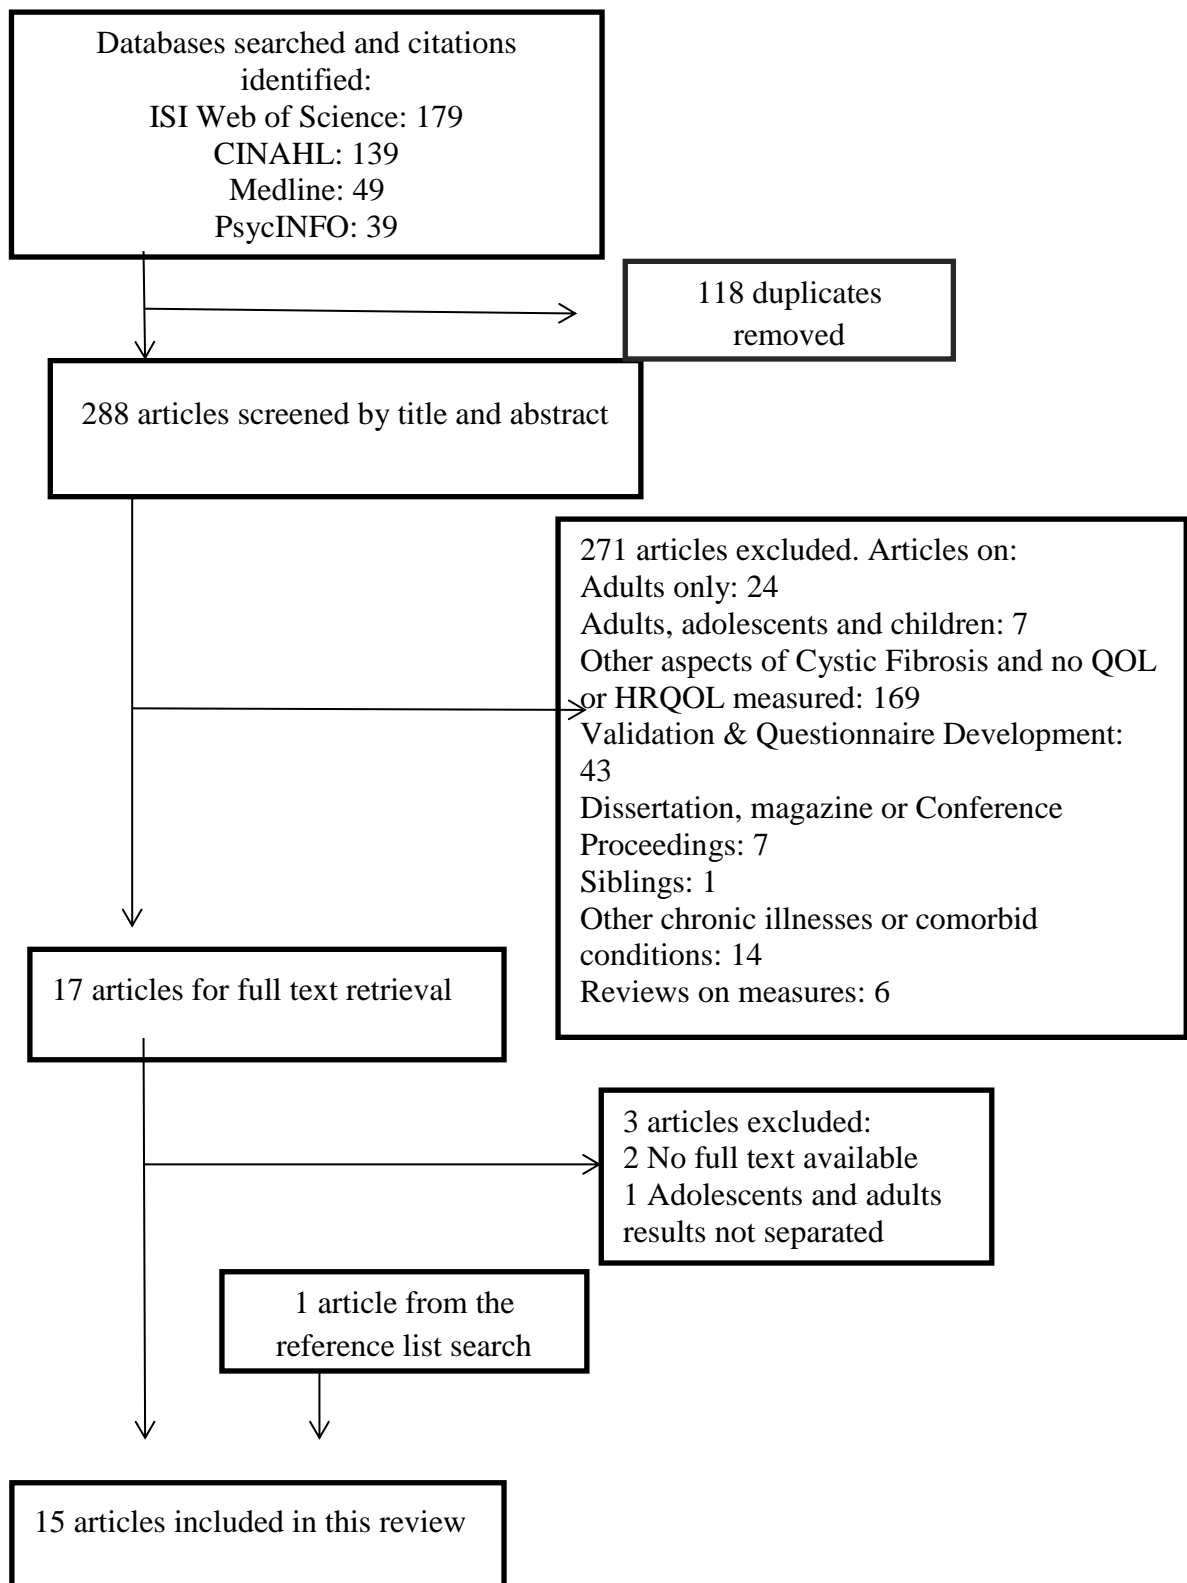 Databases searched and citations
identified:
ISI Web of Science: 179
CINAHL: 139
Medline: 49
PsycINFO: 39
118 duplicates
removed
288 articles screened by title and abstract
271 articles excluded. Articles on:
Adults only: 24
Adults, adolescents and children: 7
Other aspects of Cystic Fibrosis and no QOL
or HRQOL measured: 169
Validation & Questionnaire Development:
43
Dissertation, magazine or Conference
Proceedings: 7
Siblings: 1
Other chronic illnesses or comorbid
conditions: 14
Reviews on measures: 6
17 articles for full text retrieval
3 articles excluded:
2 No full text available
1 Adolescents and adults
results not separated
1 article from the
reference list search
15 articles included in this review